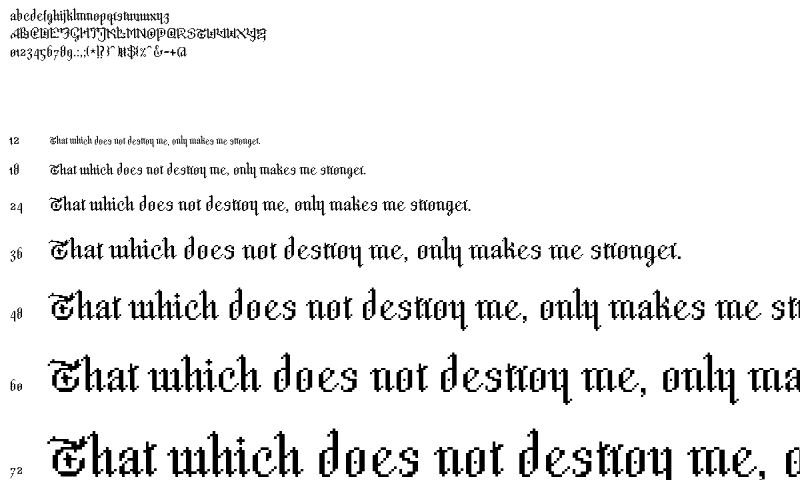 abcdefghijklmnopqrstuvwxyz
ABCDEFGHIJKLMNOPQRSTUVWXYZ
0123456789.:,;(*!?}^)#${%^&-+@
12 That which does not destroy me, only makes me stronger.
18 That which does not destroy me, only makes me stronger.
24 That which does not destroy me, only makes me stronger.
36 That which does not destroy me, only makes me stronger.
48 That which does not destroy me, only makes me st
60 That which does not destroy me, only ma
72 That which does not destroy me, o